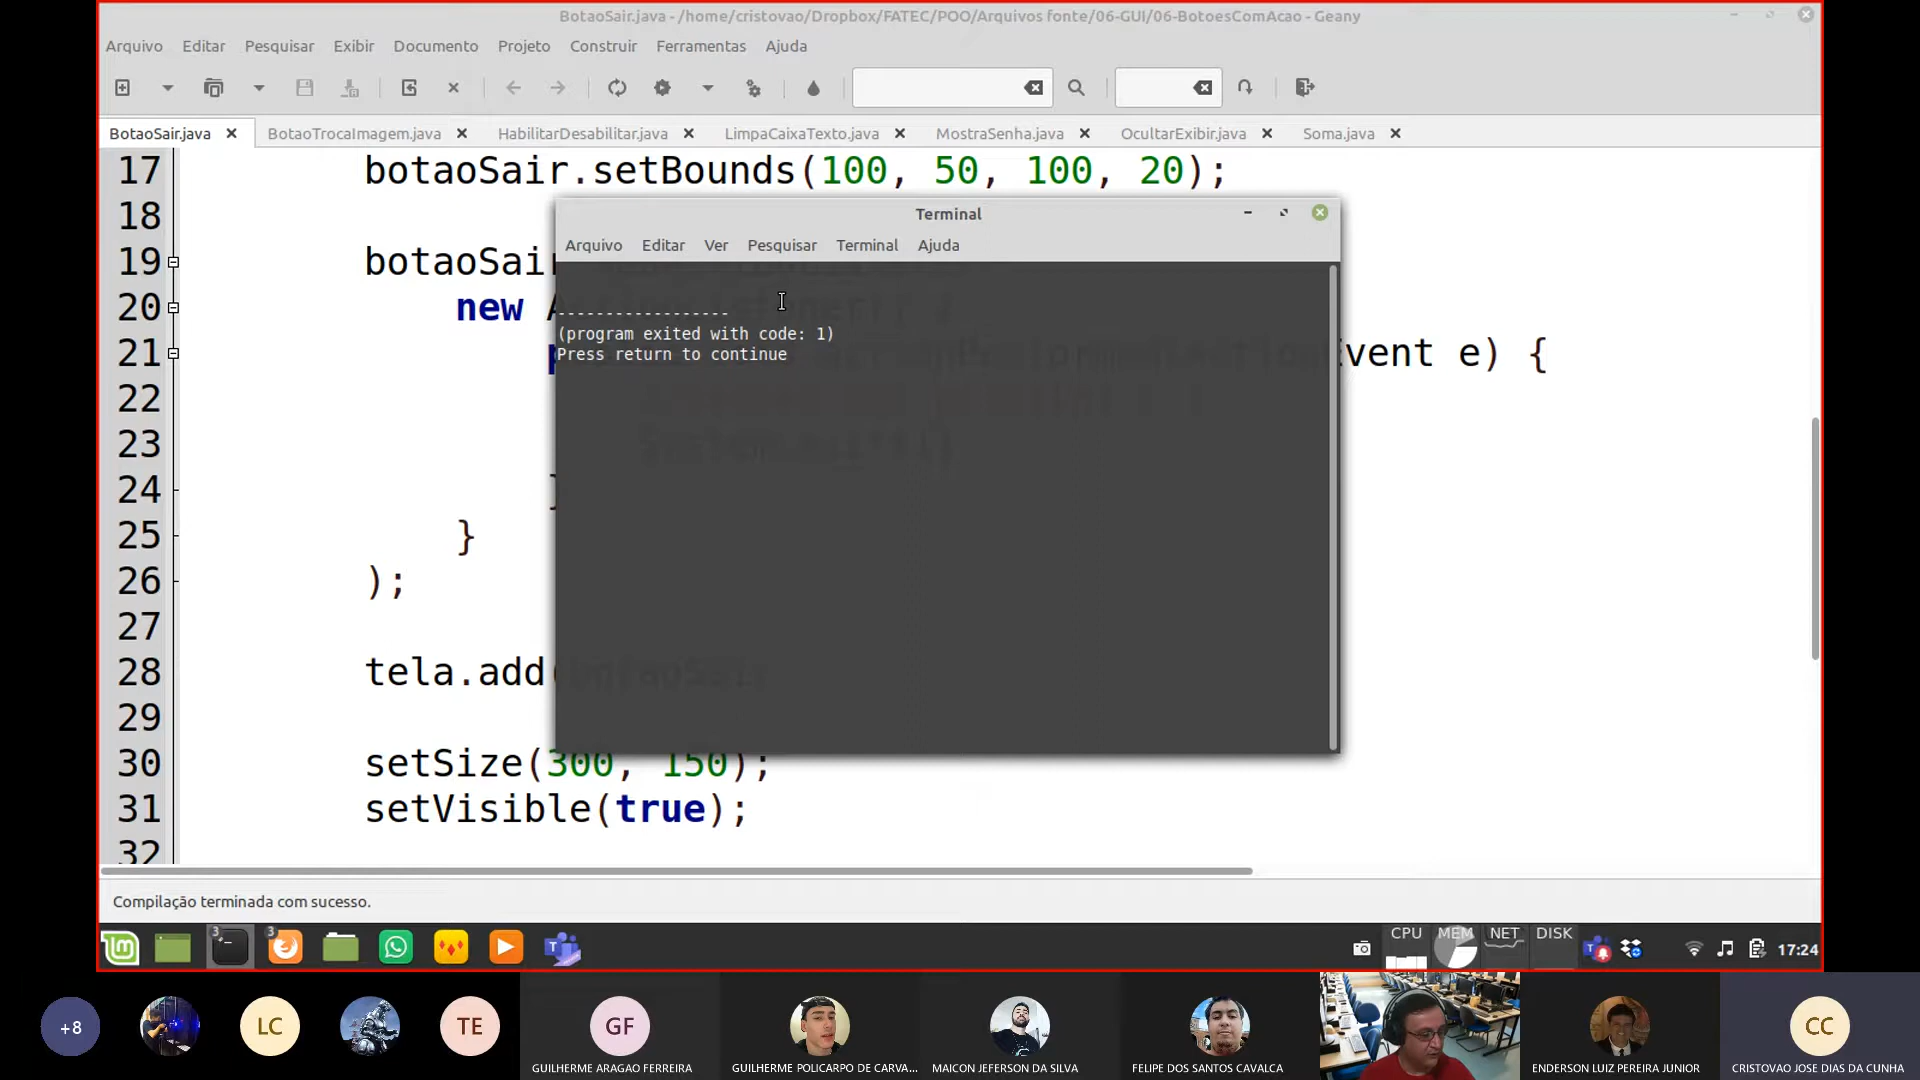 BotaoSair.java - /home/cristovao/Dropbox/FATEC/POO/Arquivos fonte/06-GUI/06-BotoesComAcao - Geany
Arquivo Editar Pesquisar Exibir Documento Projeto Construir Ferramentas Ajuda
BotaoSair.java BotaoTrocaImagem.java HabilitarDesabilitar.java LimpaCaixaTexto.java MostraSenha.java OcultarExibir.java Soma.java
17 botaoSair.setBounds(100, 50, 100, 20);
18
19 botaoSair
20 new A
21 vent e) {
22
23
24 }
25 }
26 );
27
28 tela.add(
29
30 setSize(300, 150);
31 setVisible(true);
32
Terminal
Arquivo Editar Ver Pesquisar Terminal Ajuda
------------------
(program exited with code: 1)
Press return to continue
Compilação terminada com sucesso.
3 3 CPU MEM NET DISK 17:24
+8 LC TE GF CC
GUILHERME ARAGAO FERREIRA GUILHERME POLICARPO DE CARVA... MAICON JEFERSON DA SILVA FELIPE DOS SANTOS CAVALCA ENDERSON LUIZ PEREIRA JUNIOR CRISTOVAO JOSE DIAS DA CUNHA